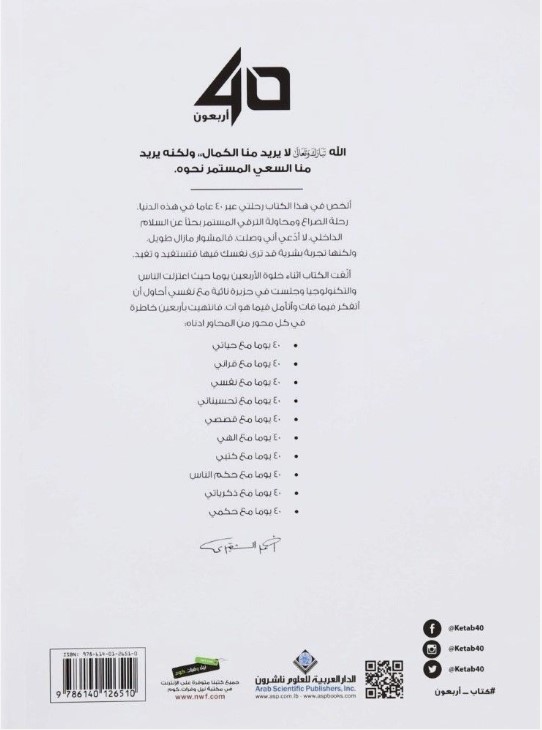 40
أربعون
الله تبارك وتعالى لا يريد منا الكمال،، ولكنه يريد
منا السعي المستمر نحوه.
ألخص في هذا الكتاب رحلتي عبر ٤٠ عاما في هذه الدنيا.
رحلة الصراع ومحاولة الترقي المستمر بحثاً عن السلام
الداخلي. لا أدّعي أني وصلت. فالمشوار مازال طويل.
ولكنها تجربة بشرية قد ترى نفسك فيها فتستفيد و تفيد.
ألّفت الكتاب اثناء خلوة الأربعين يوما حيث اعتزلت الناس
والتكنولوجيا وجلست في جزيرة نائية مع نفسي أحاول أن
أتفكر فيما فات وأتأمل فيما هو آت. فانتهيت بأربعين خاطرة
في كل محور من المحاور ادناه:
• ٤٠ يوما مع حياتي
• ٤٠ يوما مع قرآني
• ٤٠ يوما مع نفسي
• ٤٠ يوما مع تحسيناتي
• ٤٠ يوما مع قصصي
• ٤٠ يوما مع الهي
• ٤٠ يوما مع كتبي
• ٤٠ يوما مع حكم الناس
• ٤٠ يوما مع ذكرياتي
• ٤٠ يوما مع حكمي
أحمد الشقيري
@Ketab40
@Ketab40
@Ketab40
#كتاب_أربعون
الدار العربية للعلوم ناشرون
Arab Scientific Publishers, Inc.
www.asp.com.lb - www.aspbooks.com
نيل وفرات.كوم
جميع كتبنا متوفرة على الإنترنت
في مكتبة نيل وفرات.كوم
www.nwf.com
ISBN: 978-614-01-2651-0
9 786140 126510